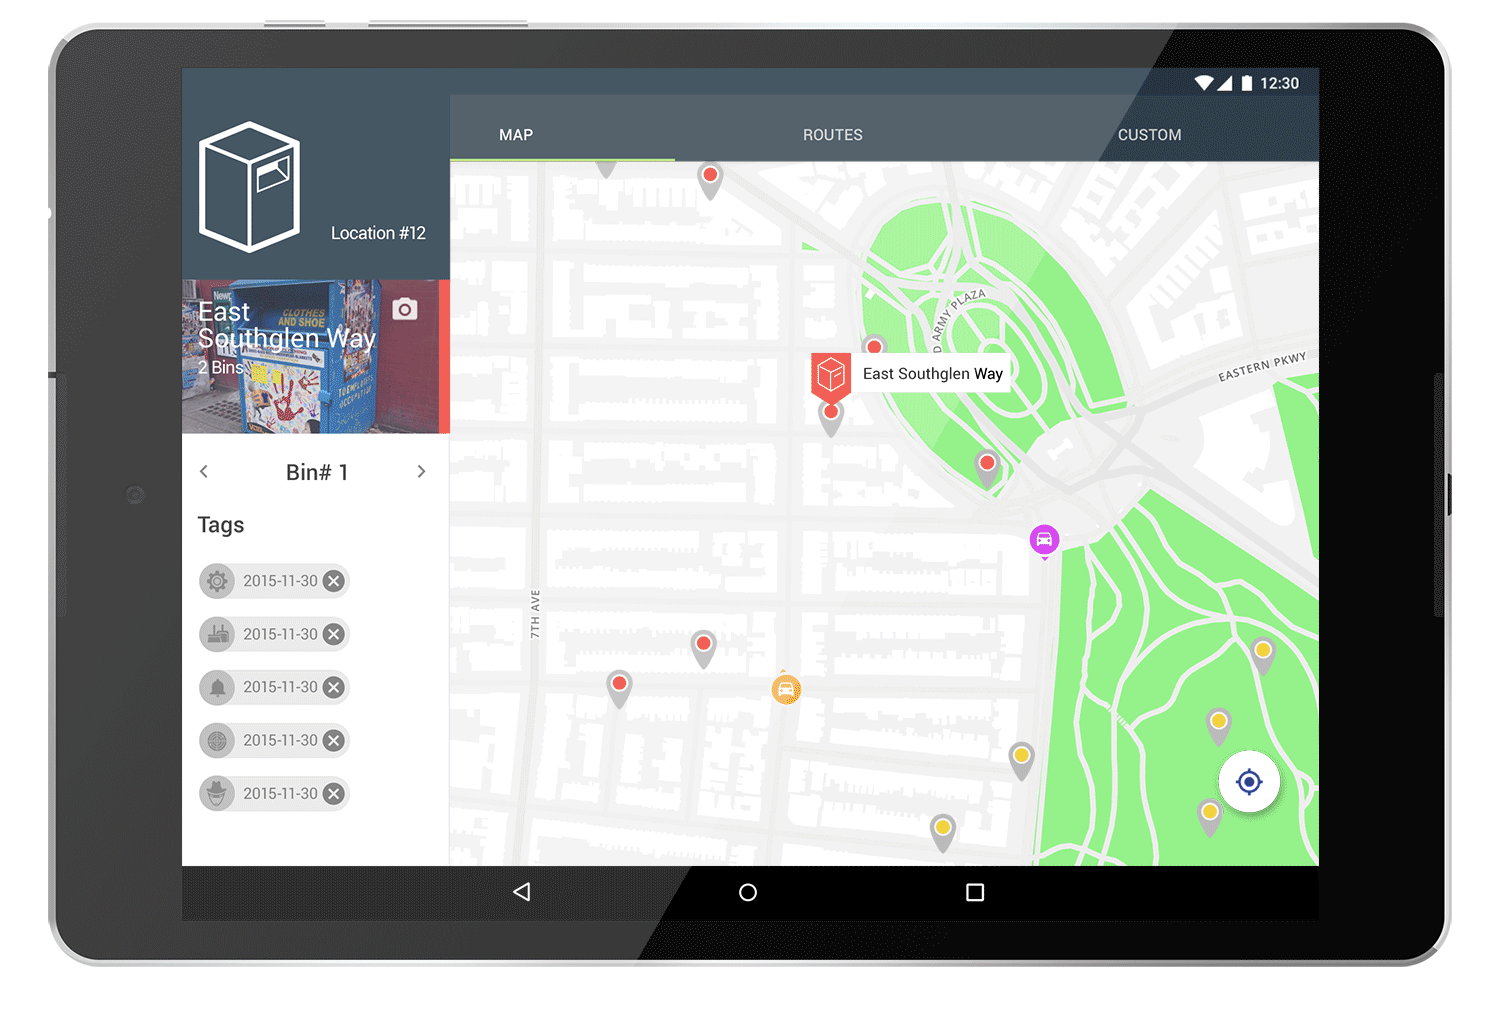 12:30
MAP
ROUTES
CUSTOM
Location #12
East
Southglen Way
2 Bins
CLOTHES
AND SHOE
Bin# 1
Tags
2015-11-30
2015-11-30
2015-11-30
2015-11-30
2015-11-30
ARMY PLAZA
East Southglen Way
EASTERN PKWY
7TH AVE